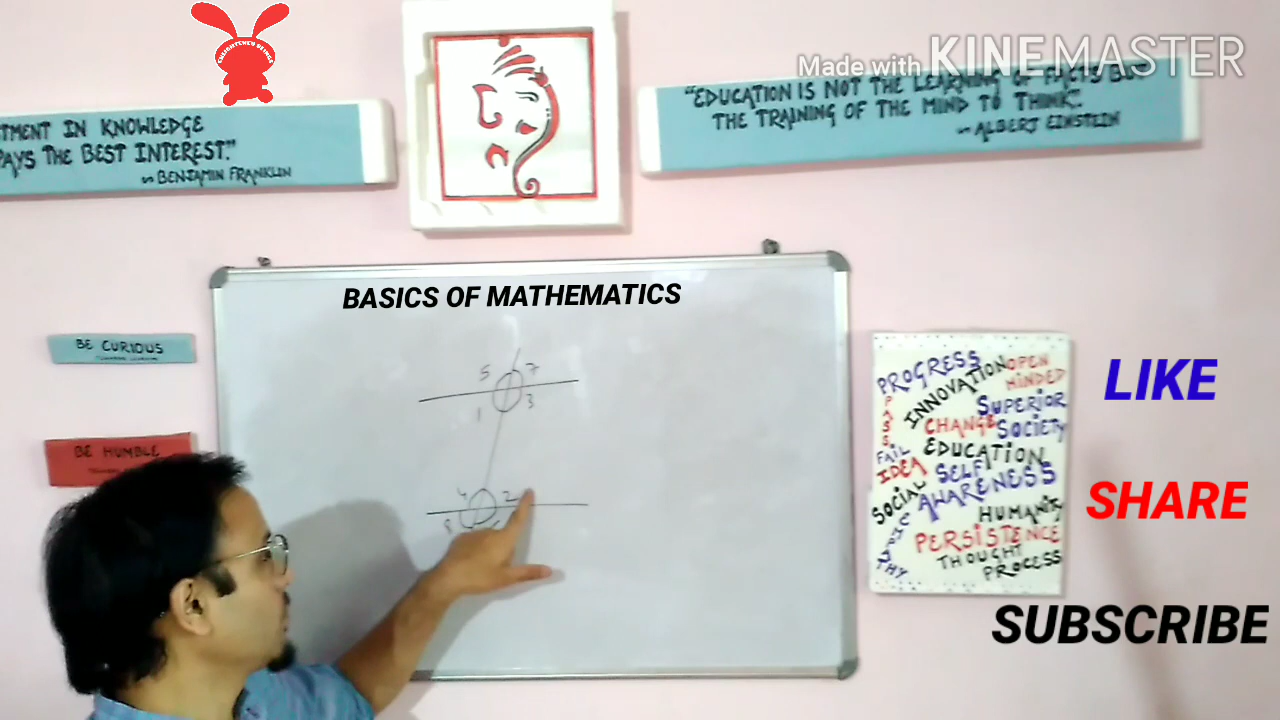 ENLIGHTENED BEINGS
Made with KINEMASTER
TMENT IN KNOWLEDGE
PAYS THE BEST INTEREST."
~ BENJAMIN FRANKLIN
"EDUCATION IS NOT THE LEARNING OF FACTS BUT
THE TRAINING OF THE MIND TO THINK".
~ ALBERT EINSTEIN
BASICS OF MATHEMATICS
5 7
1 3
4 2
8
BE CURIOUS
BE HUMBLE
PROGRESS
INNOVATION
OPEN
MINDED
PASS
FAIL
IDEA
CHANGE
SUPERIOR
SOCIETY
EDUCATION
SELF
AWARENESS
SOCIAL
HUMANITY
PERSISTENCE
THOUGHT
PROCESS
LIKE
SHARE
SUBSCRIBE